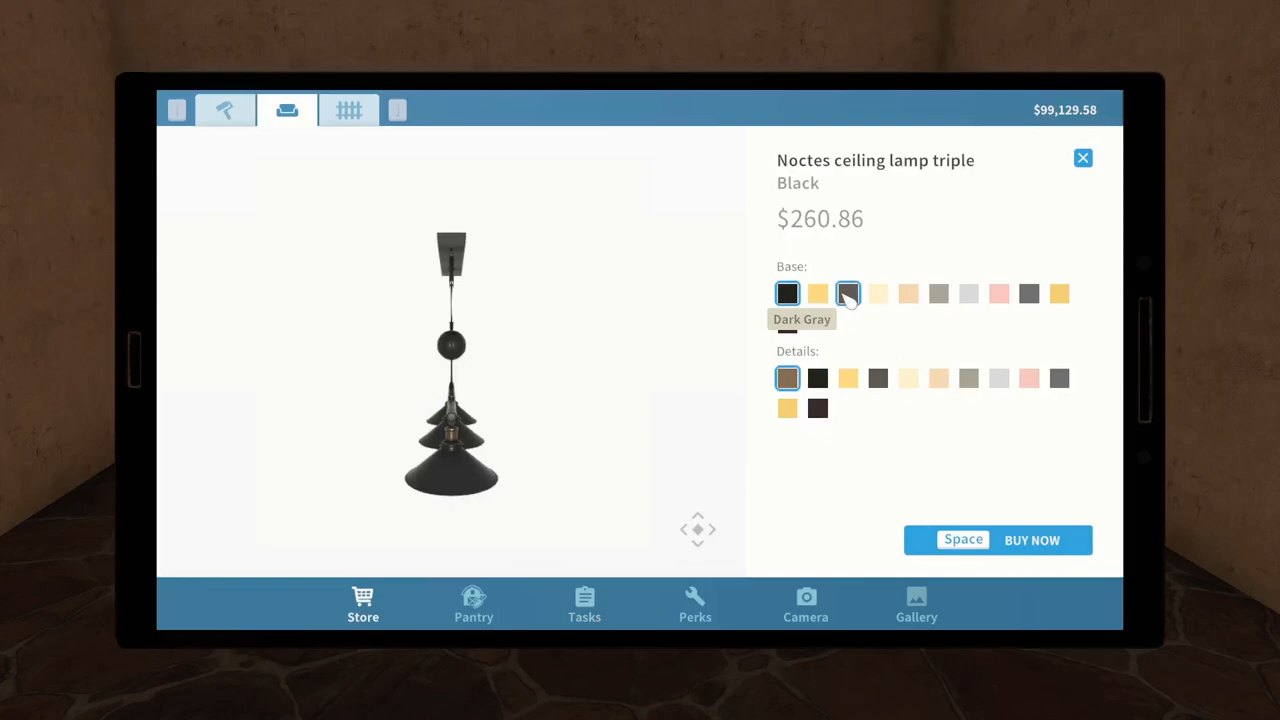 $99,129.58
Noctes ceiling lamp triple
Black
$260.86
Base:
Dark Gray
Details:
Space BUY NOW
Store
Pantry
Tasks
Perks
Camera
Gallery